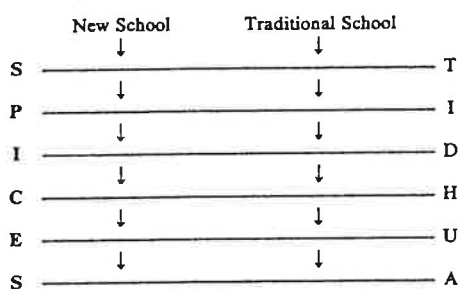 New School Traditional School
S T
P I
I D
C H
E U
S A